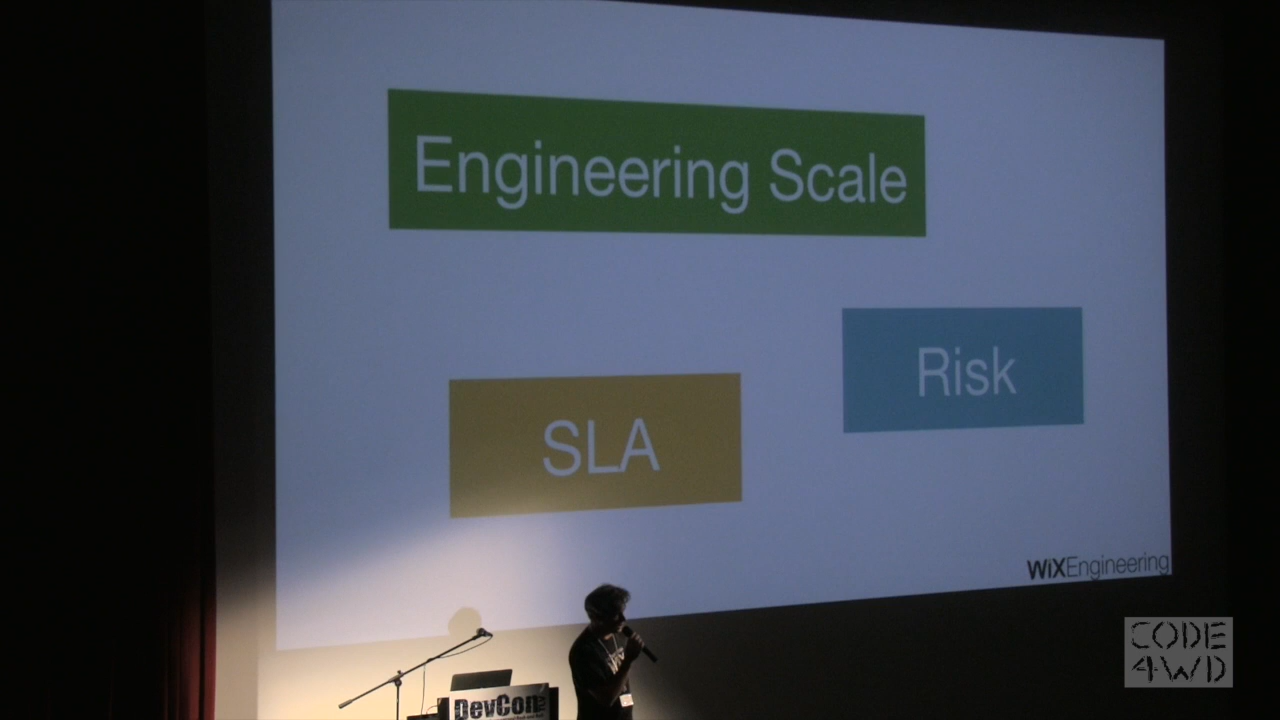 Engineering Scale
Risk
SLA
WiXEngineering
CODE
4WD
DevCon